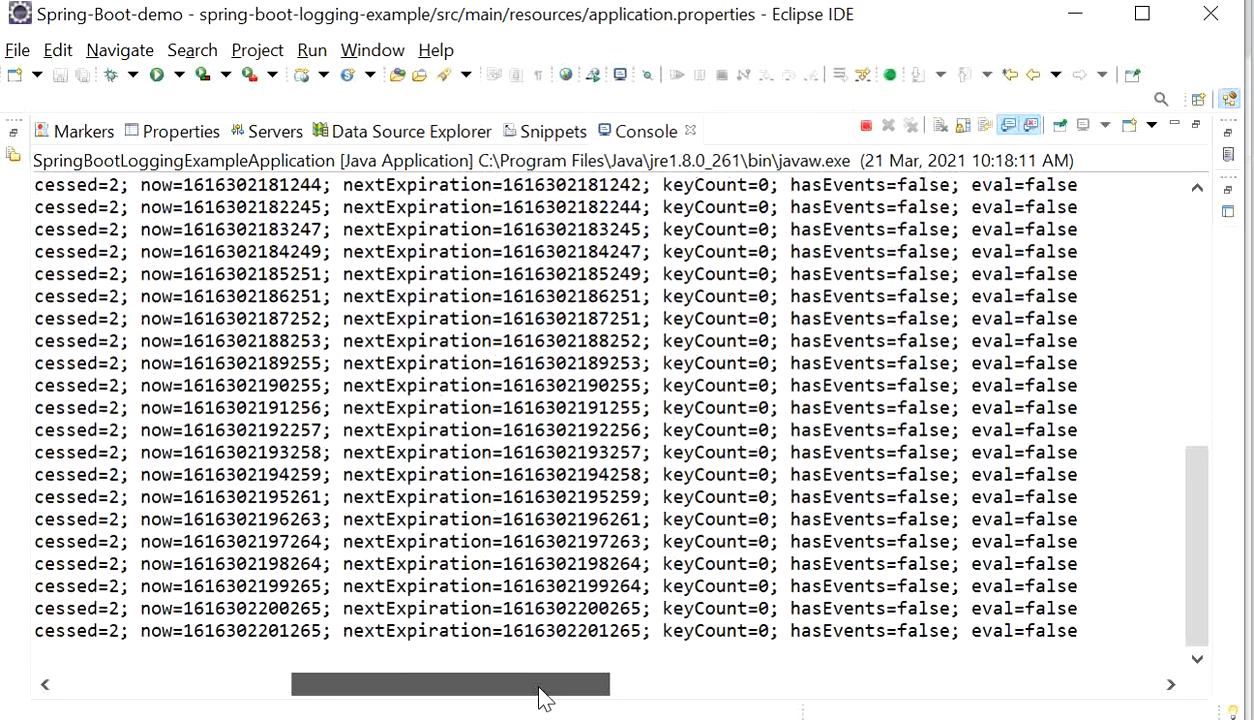 Spring-Boot-demo - spring-boot-logging-example/src/main/resources/application.properties - Eclipse IDE
File Edit Navigate Search Project Run Window Help
Markers Properties Servers Data Source Explorer Snippets Console
SpringBootLoggingExampleApplication [Java Application] C:\Program Files\Java\jre1.8.0_261\bin\javaw.exe (21 Mar, 2021 10:18:11 AM)
cessed=2; now=1616302181244; nextExpiration=1616302181242; keyCount=0; hasEvents=false; eval=false
cessed=2; now=1616302182245; nextExpiration=1616302182244; keyCount=0; hasEvents=false; eval=false
cessed=2; now=1616302183247; nextExpiration=1616302183245; keyCount=0; hasEvents=false; eval=false
cessed=2; now=1616302184249; nextExpiration=1616302184247; keyCount=0; hasEvents=false; eval=false
cessed=2; now=1616302185251; nextExpiration=1616302185249; keyCount=0; hasEvents=false; eval=false
cessed=2; now=1616302186251; nextExpiration=1616302186251; keyCount=0; hasEvents=false; eval=false
cessed=2; now=1616302187252; nextExpiration=1616302187251; keyCount=0; hasEvents=false; eval=false
cessed=2; now=1616302188253; nextExpiration=1616302188252; keyCount=0; hasEvents=false; eval=false
cessed=2; now=1616302189255; nextExpiration=1616302189253; keyCount=0; hasEvents=false; eval=false
cessed=2; now=1616302190255; nextExpiration=1616302190255; keyCount=0; hasEvents=false; eval=false
cessed=2; now=1616302191256; nextExpiration=1616302191255; keyCount=0; hasEvents=false; eval=false
cessed=2; now=1616302192257; nextExpiration=1616302192256; keyCount=0; hasEvents=false; eval=false
cessed=2; now=1616302193258; nextExpiration=1616302193257; keyCount=0; hasEvents=false; eval=false
cessed=2; now=1616302194259; nextExpiration=1616302194258; keyCount=0; hasEvents=false; eval=false
cessed=2; now=1616302195261; nextExpiration=1616302195259; keyCount=0; hasEvents=false; eval=false
cessed=2; now=1616302196263; nextExpiration=1616302196261; keyCount=0; hasEvents=false; eval=false
cessed=2; now=1616302197264; nextExpiration=1616302197263; keyCount=0; hasEvents=false; eval=false
cessed=2; now=1616302198264; nextExpiration=1616302198264; keyCount=0; hasEvents=false; eval=false
cessed=2; now=1616302199265; nextExpiration=1616302199264; keyCount=0; hasEvents=false; eval=false
cessed=2; now=1616302200265; nextExpiration=1616302200265; keyCount=0; hasEvents=false; eval=false
cessed=2; now=1616302201265; nextExpiration=1616302201265; keyCount=0; hasEvents=false; eval=false